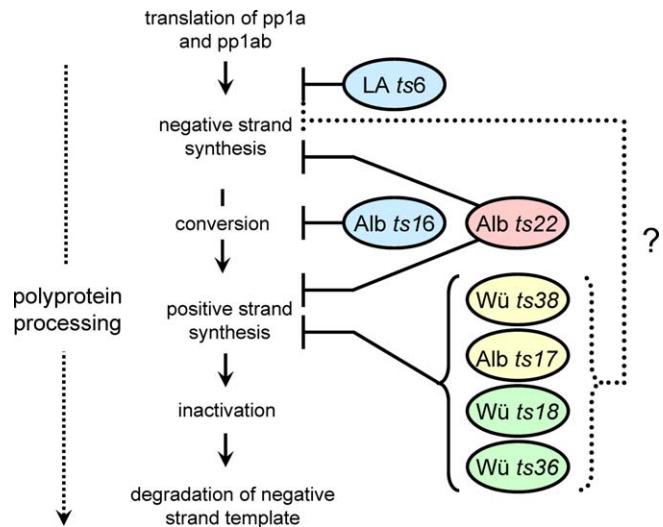 translation of pp1a
and pp1ab
LA ts6
negative strand
synthesis
conversion
Alb ts16
Alb ts22
?
polyprotein
processing
positive strand
synthesis
Wü ts38
Alb ts17
inactivation
Wü ts18
Wü ts36
degradation of negative
strand template